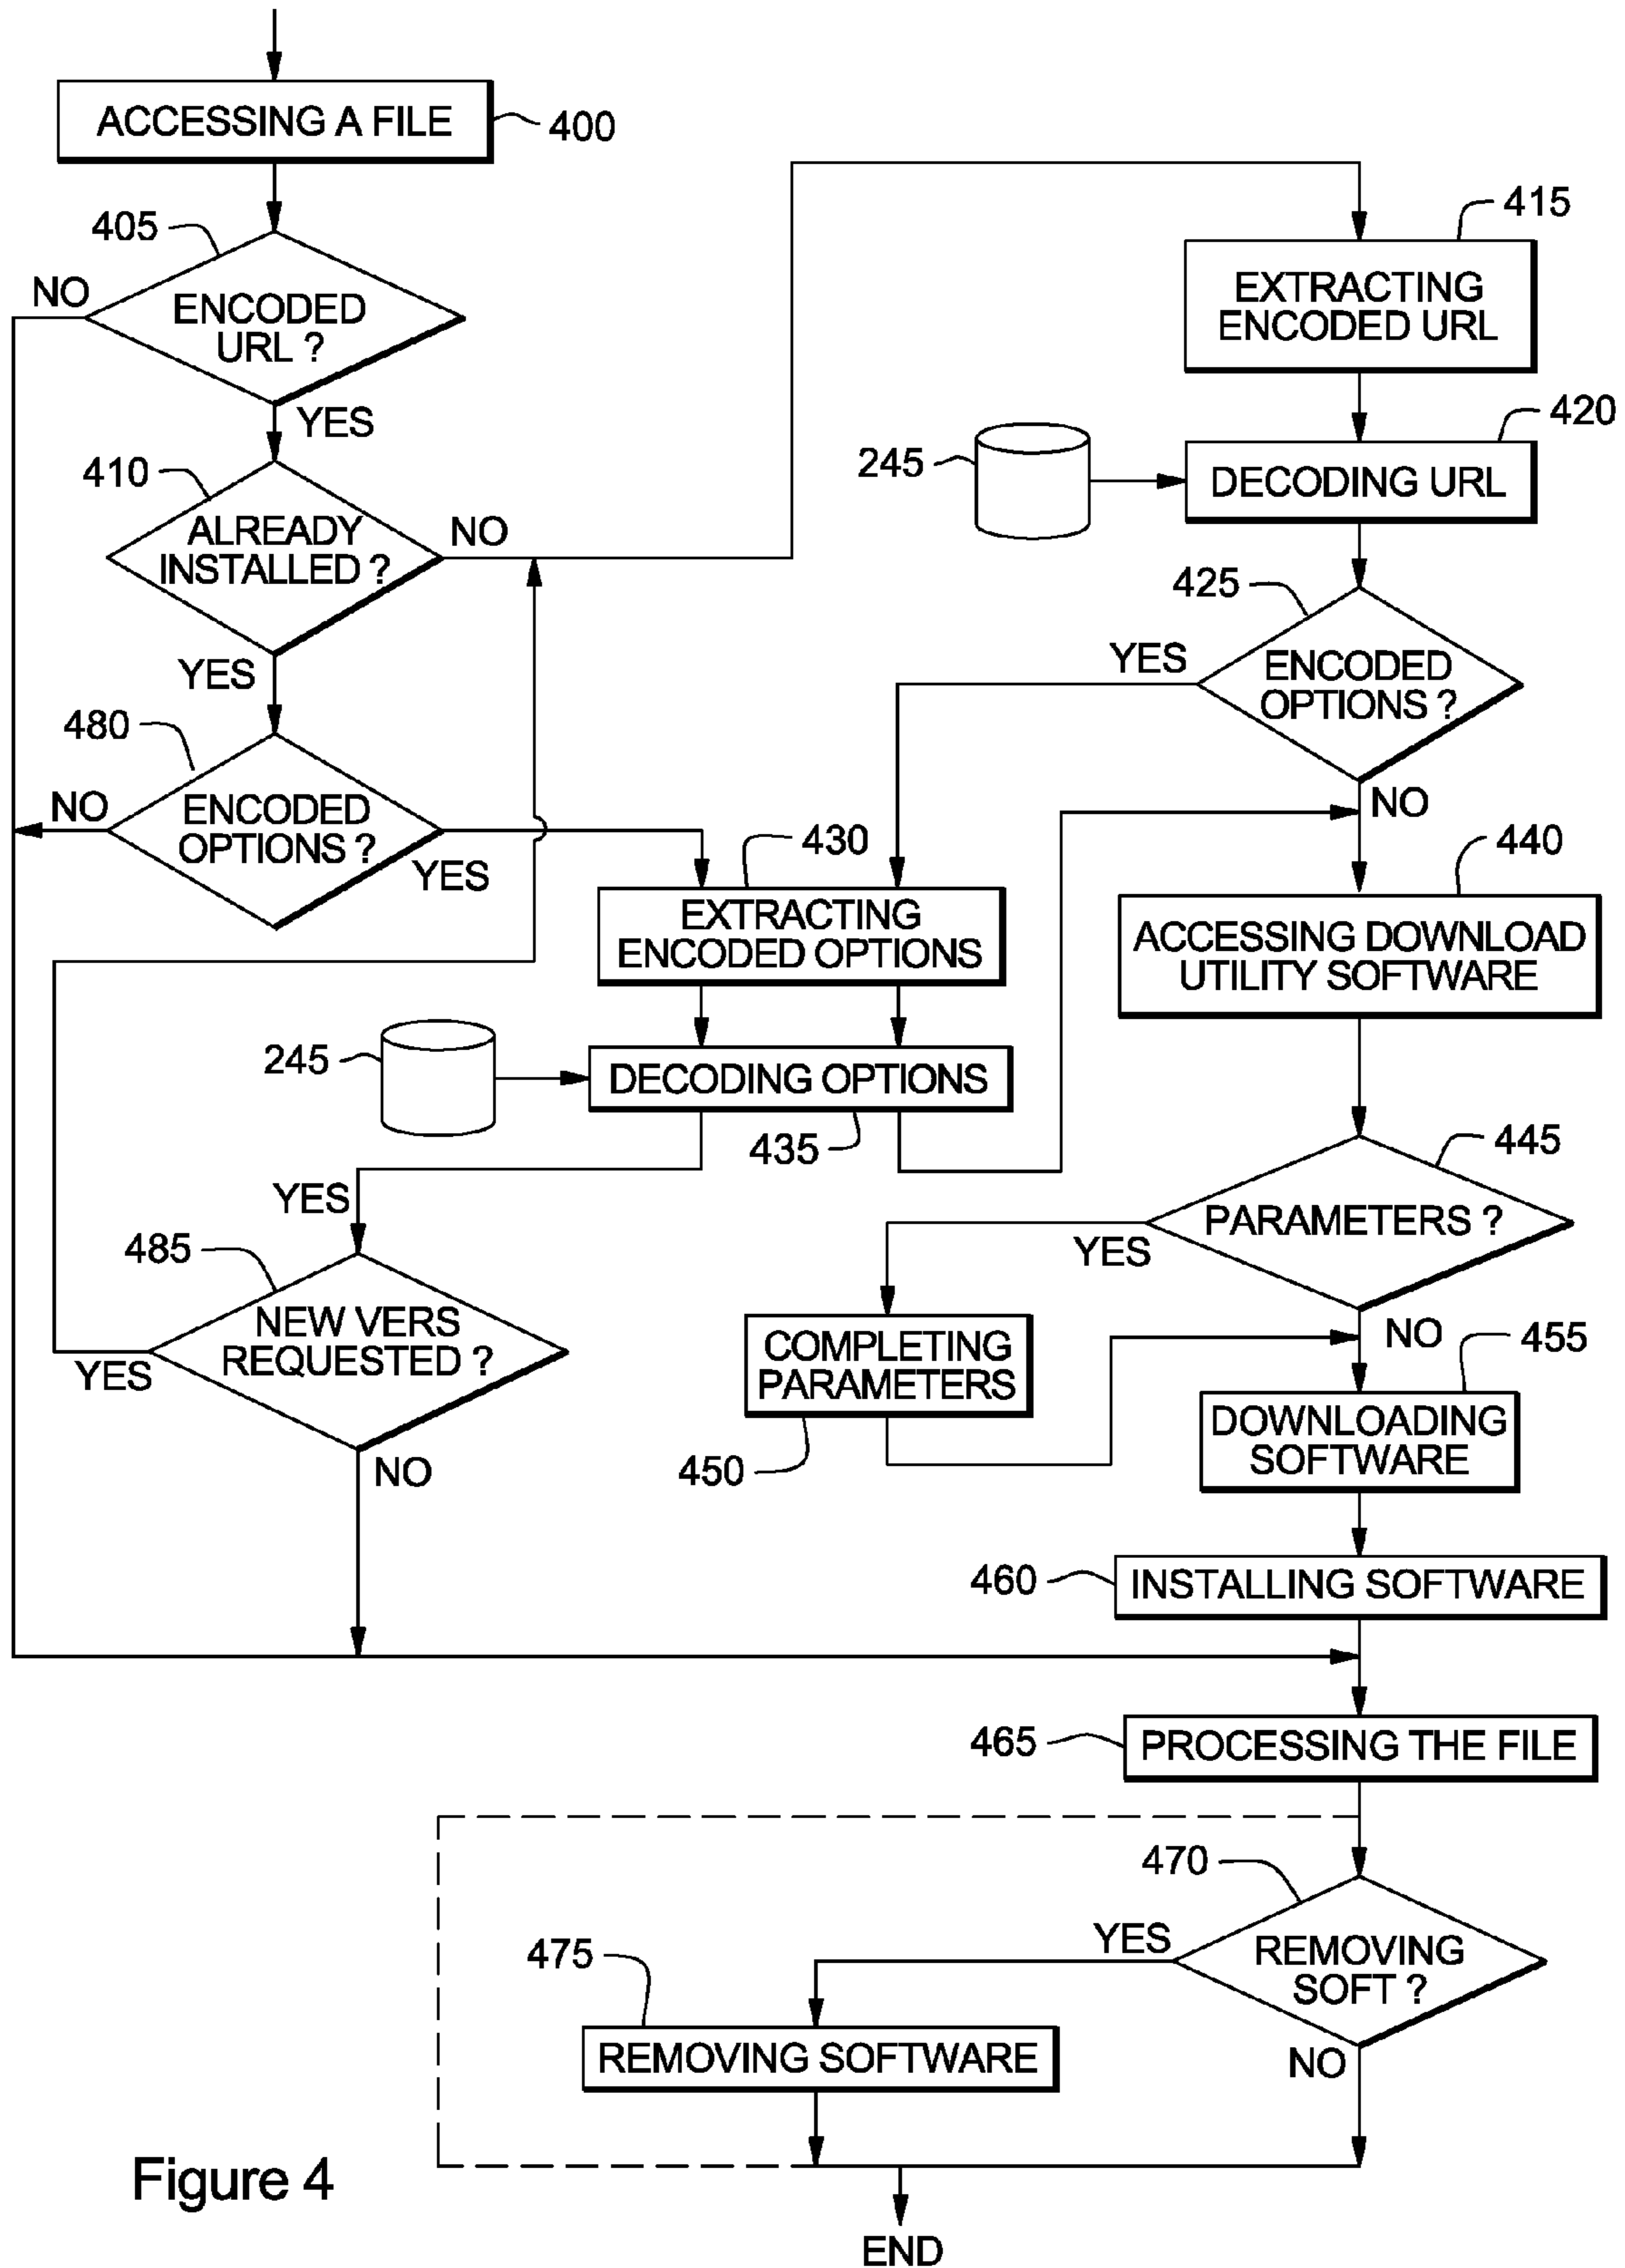 ACCESSING A FILE
400
405
NO
ENCODED
URL ?
YES
410
ALREADY
INSTALLED ?
NO
YES
480
NO
ENCODED
OPTIONS ?
YES
415
EXTRACTING
ENCODED URL
420
245
DECODING URL
425
YES
ENCODED
OPTIONS ?
NO
430
EXTRACTING
ENCODED OPTIONS
440
ACCESSING DOWNLOAD
UTILITY SOFTWARE
245
DECODING OPTIONS
435
YES
485
NEW VERS
REQUESTED ?
YES
NO
445
PARAMETERS ?
YES
NO
COMPLETING
PARAMETERS
450
455
DOWNLOADING
SOFTWARE
460
INSTALLING SOFTWARE
465
PROCESSING THE FILE
470
YES
REMOVING
SOFT ?
NO
475
REMOVING SOFTWARE
END
Figure 4